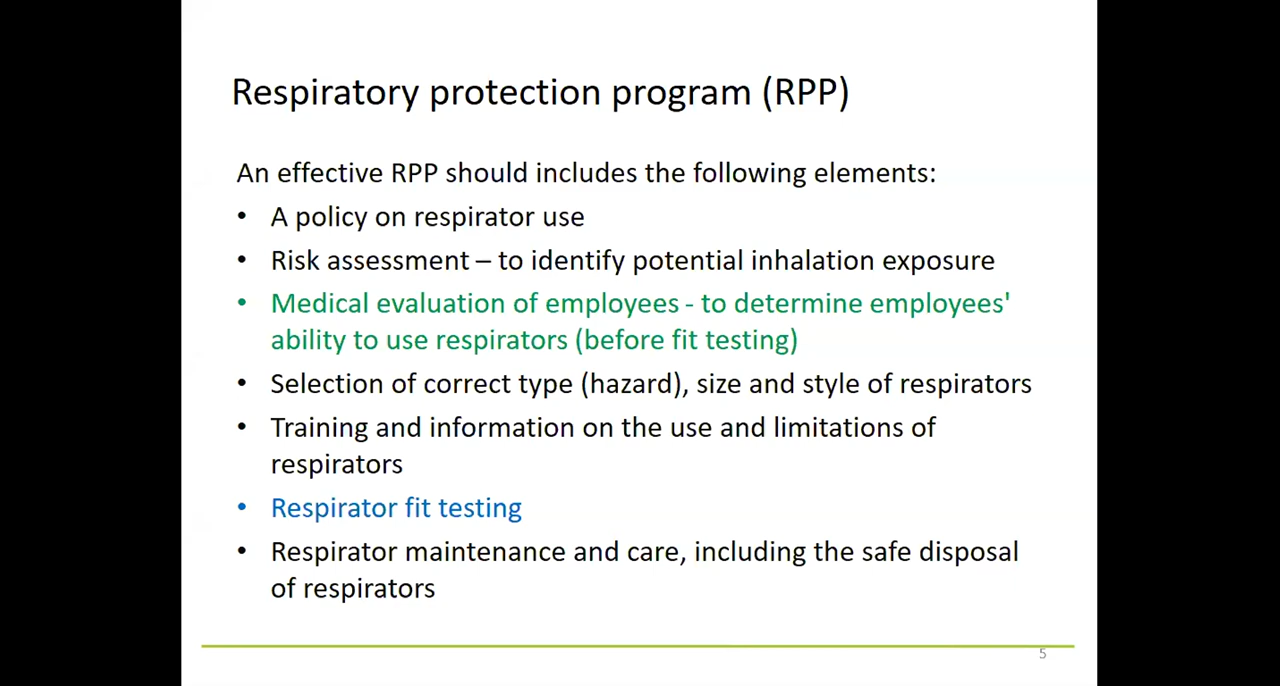 Respiratory protection program (RPP)
An effective RPP should includes the following elements:
• A policy on respirator use
• Risk assessment – to identify potential inhalation exposure
• Medical evaluation of employees - to determine employees'
ability to use respirators (before fit testing)
• Selection of correct type (hazard), size and style of respirators
• Training and information on the use and limitations of
respirators
• Respirator fit testing
• Respirator maintenance and care, including the safe disposal
of respirators
5